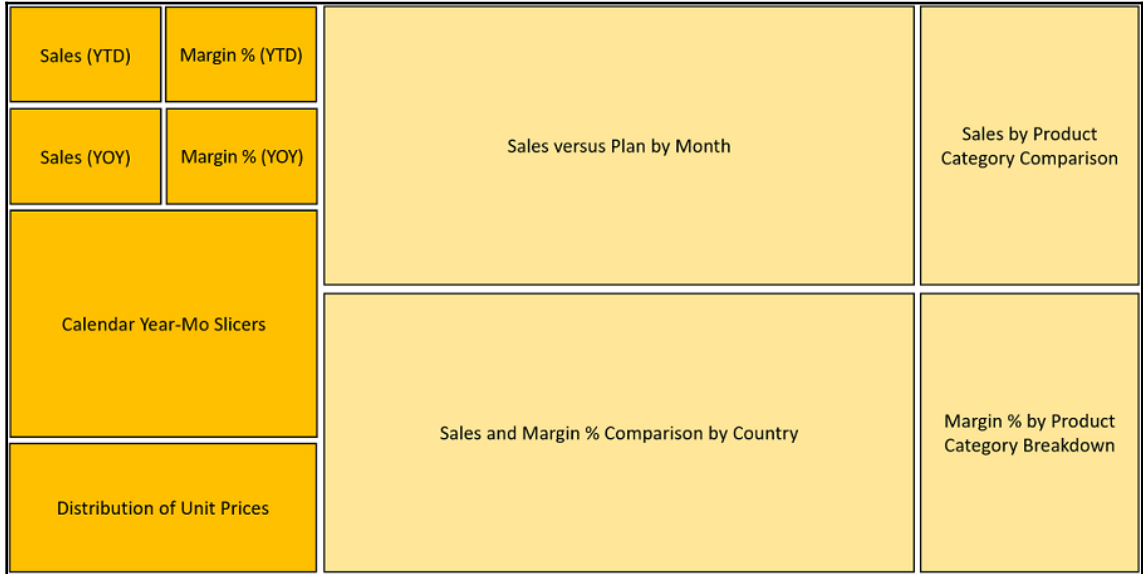 Sales (YTD)
Margin % (YTD)
Sales (YOY)
Margin % (YOY)
Calendar Year-Mo Slicers
Distribution of Unit Prices
Sales versus Plan by Month
Sales and Margin % Comparison by Country
Sales by Product
Category Comparison
Margin % by Product
Category Breakdown